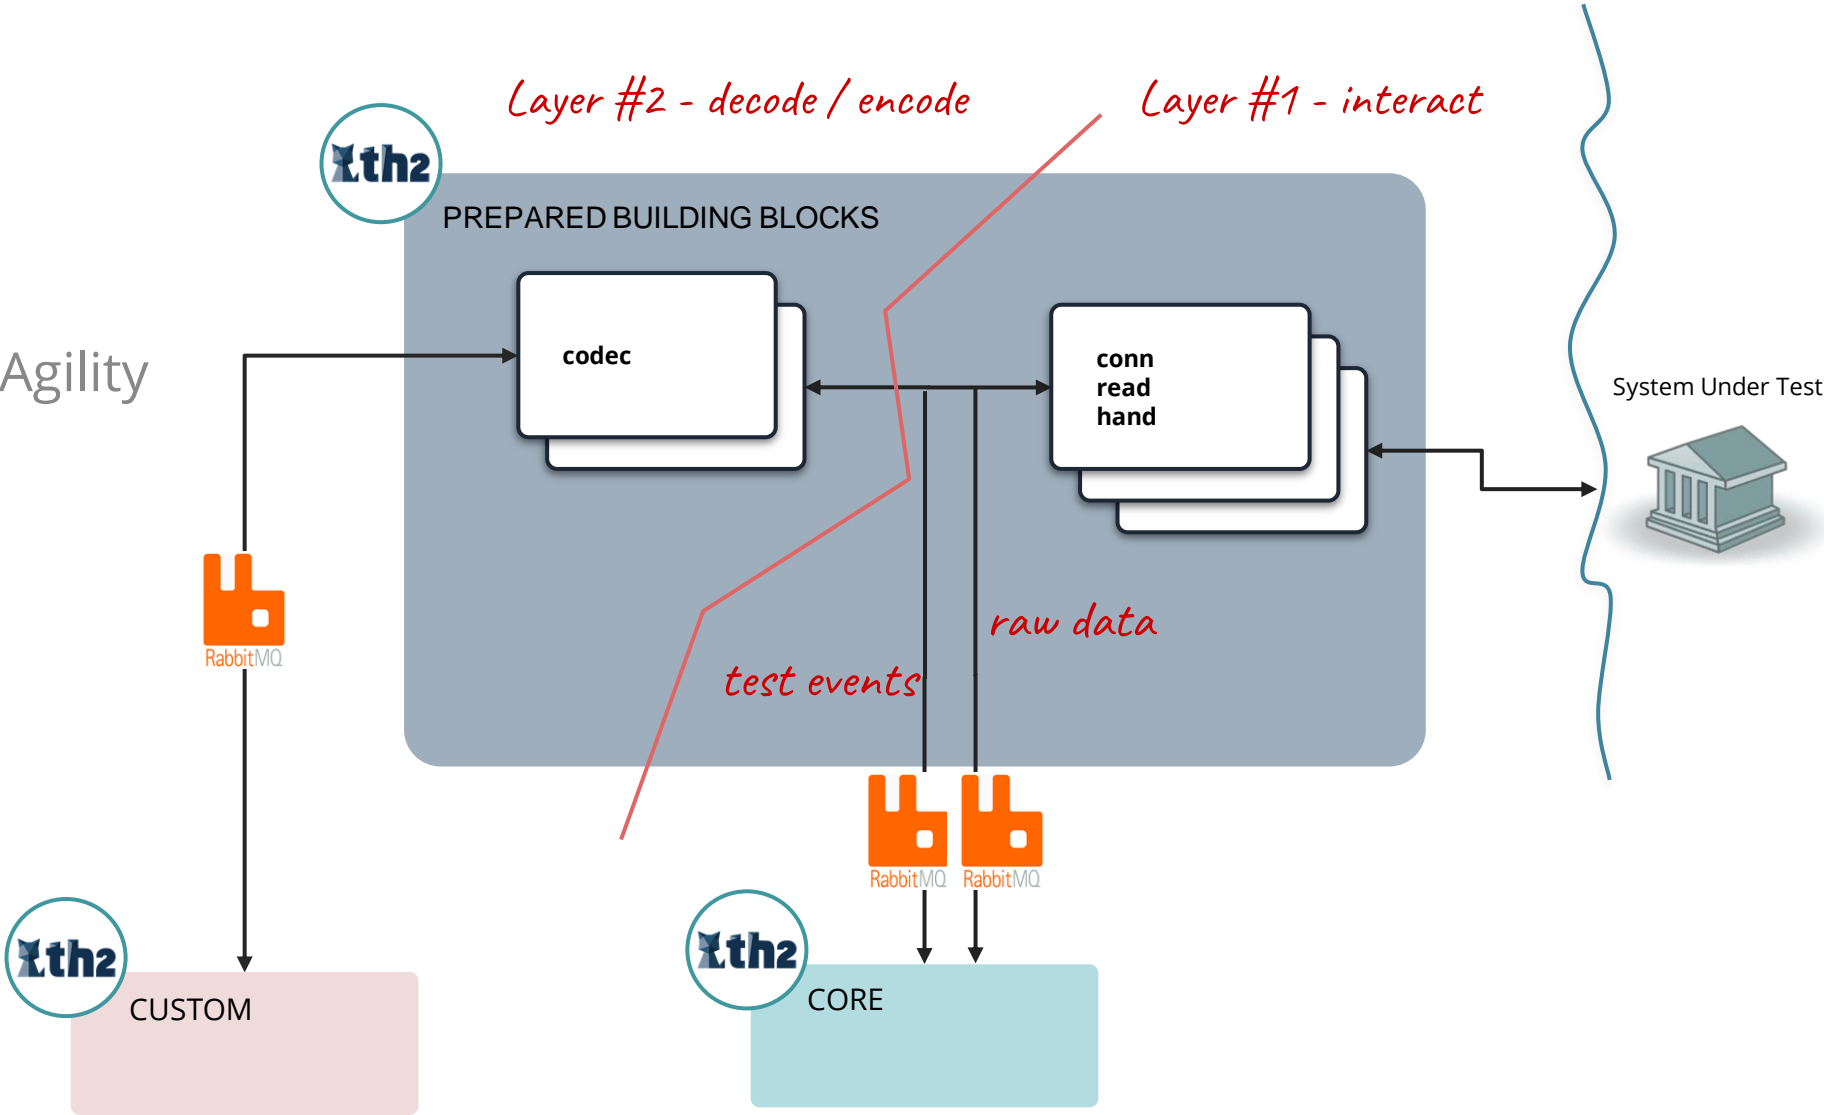 Layer #2 - decode / encode
Layer #1 - interact
th2
PREPARED BUILDING BLOCKS
codec
conn
read
hand
Agility
System Under Test
RabbitMQ
raw data
test events
RabbitMQ
RabbitMQ
th2
CUSTOM
th2
CORE